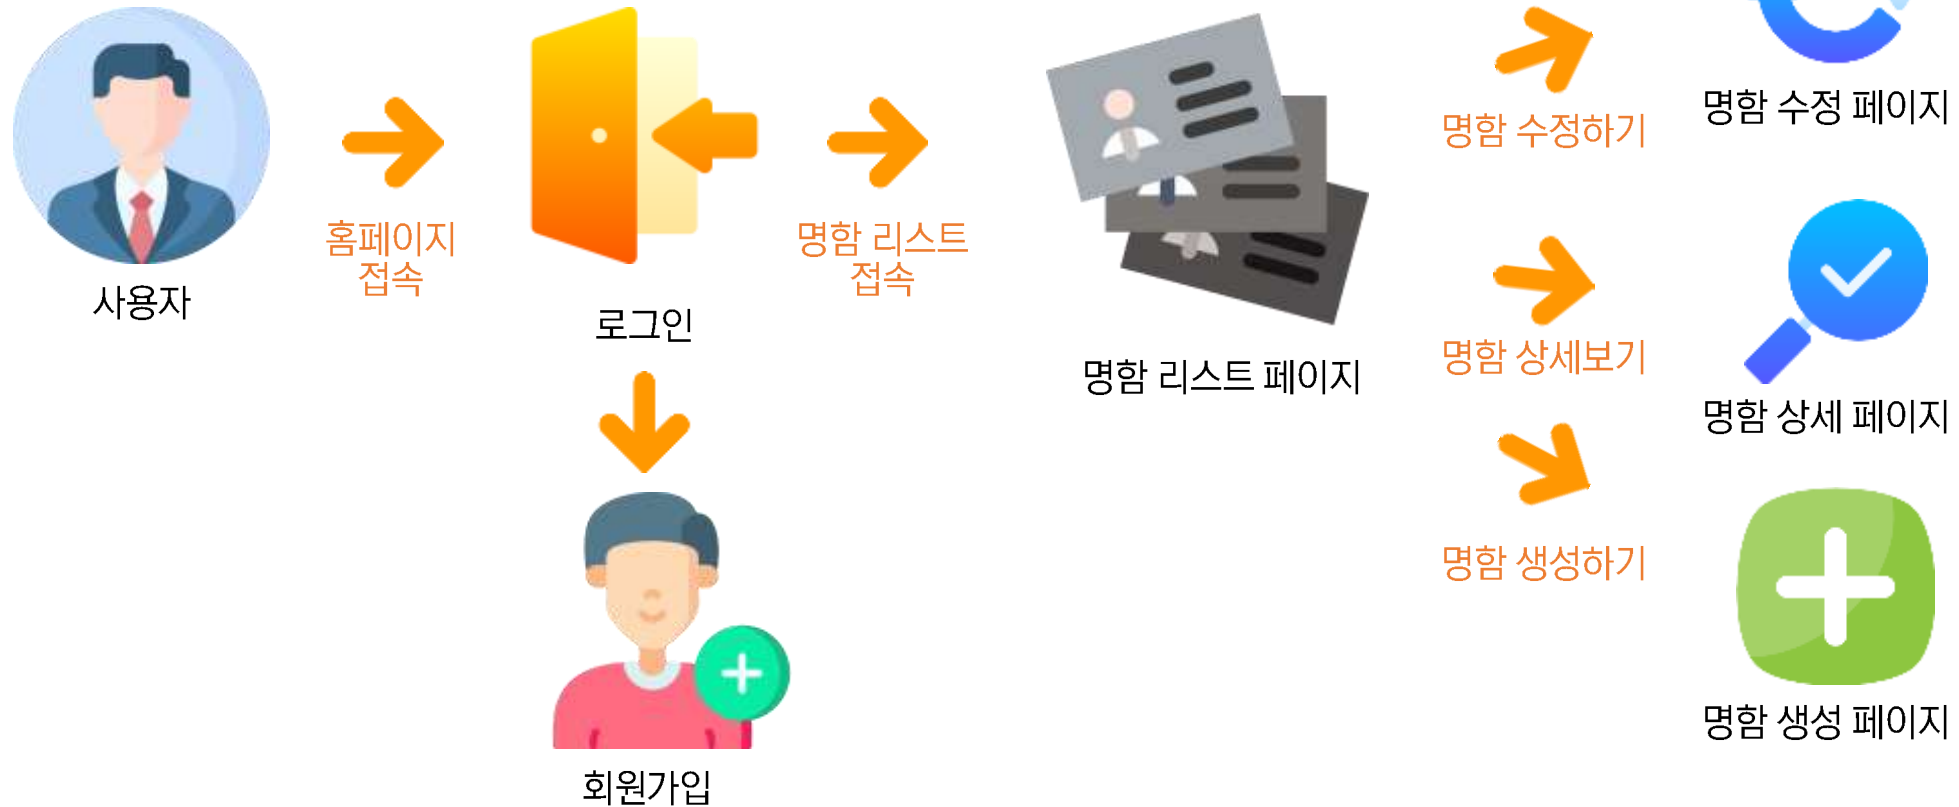 사용자
홈페이지
접속
로그인
회원가입
명함 리스트
접속
명함 리스트 페이지
명함 수정하기
명함 수정 페이지
명함 상세보기
명함 상세 페이지
명함 생성하기
명함 생성 페이지